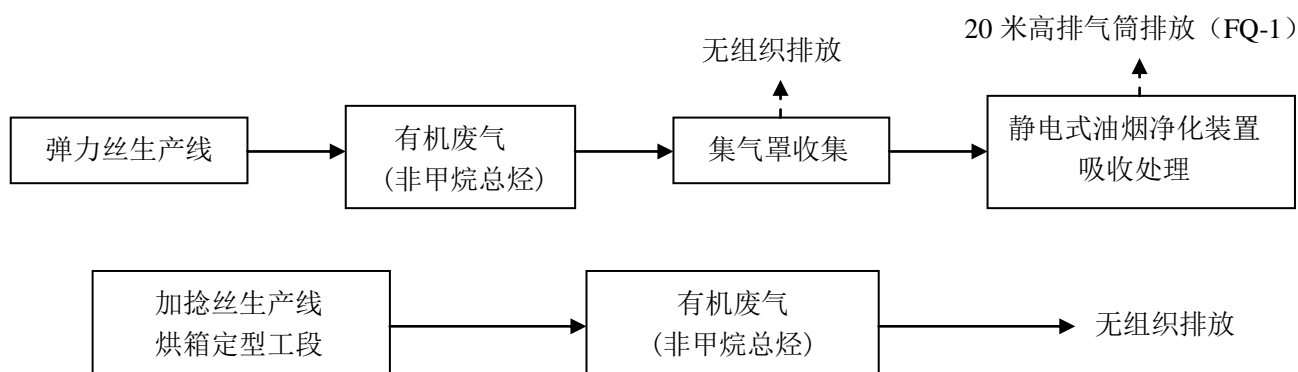 20 米高排气筒排放（FQ-1）
无组织排放
弹力丝生产线
有机废气
(非甲烷总烃)
集气罩收集
静电式油烟净化装置
吸收处理
加捻丝生产线
烘箱定型工段
有机废气
(非甲烷总烃)
无组织排放